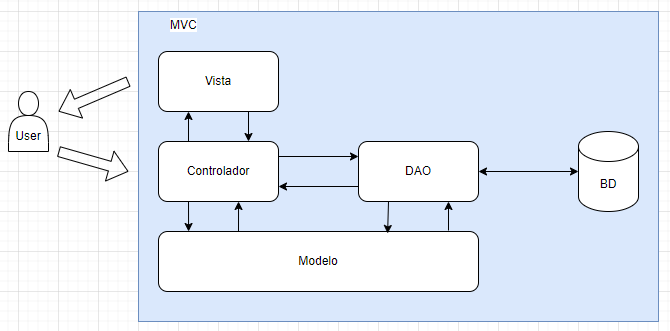 MVC
Vista
User
Controlador
DAO
BD
Modelo